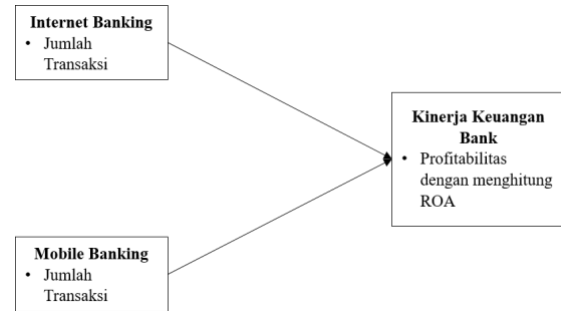 Internet Banking
• Jumlah
Transaksi
Kinerja Keuangan
Bank
• Profitabilitas
dengan menghitung
ROA
Mobile Banking
• Jumlah
Transaksi